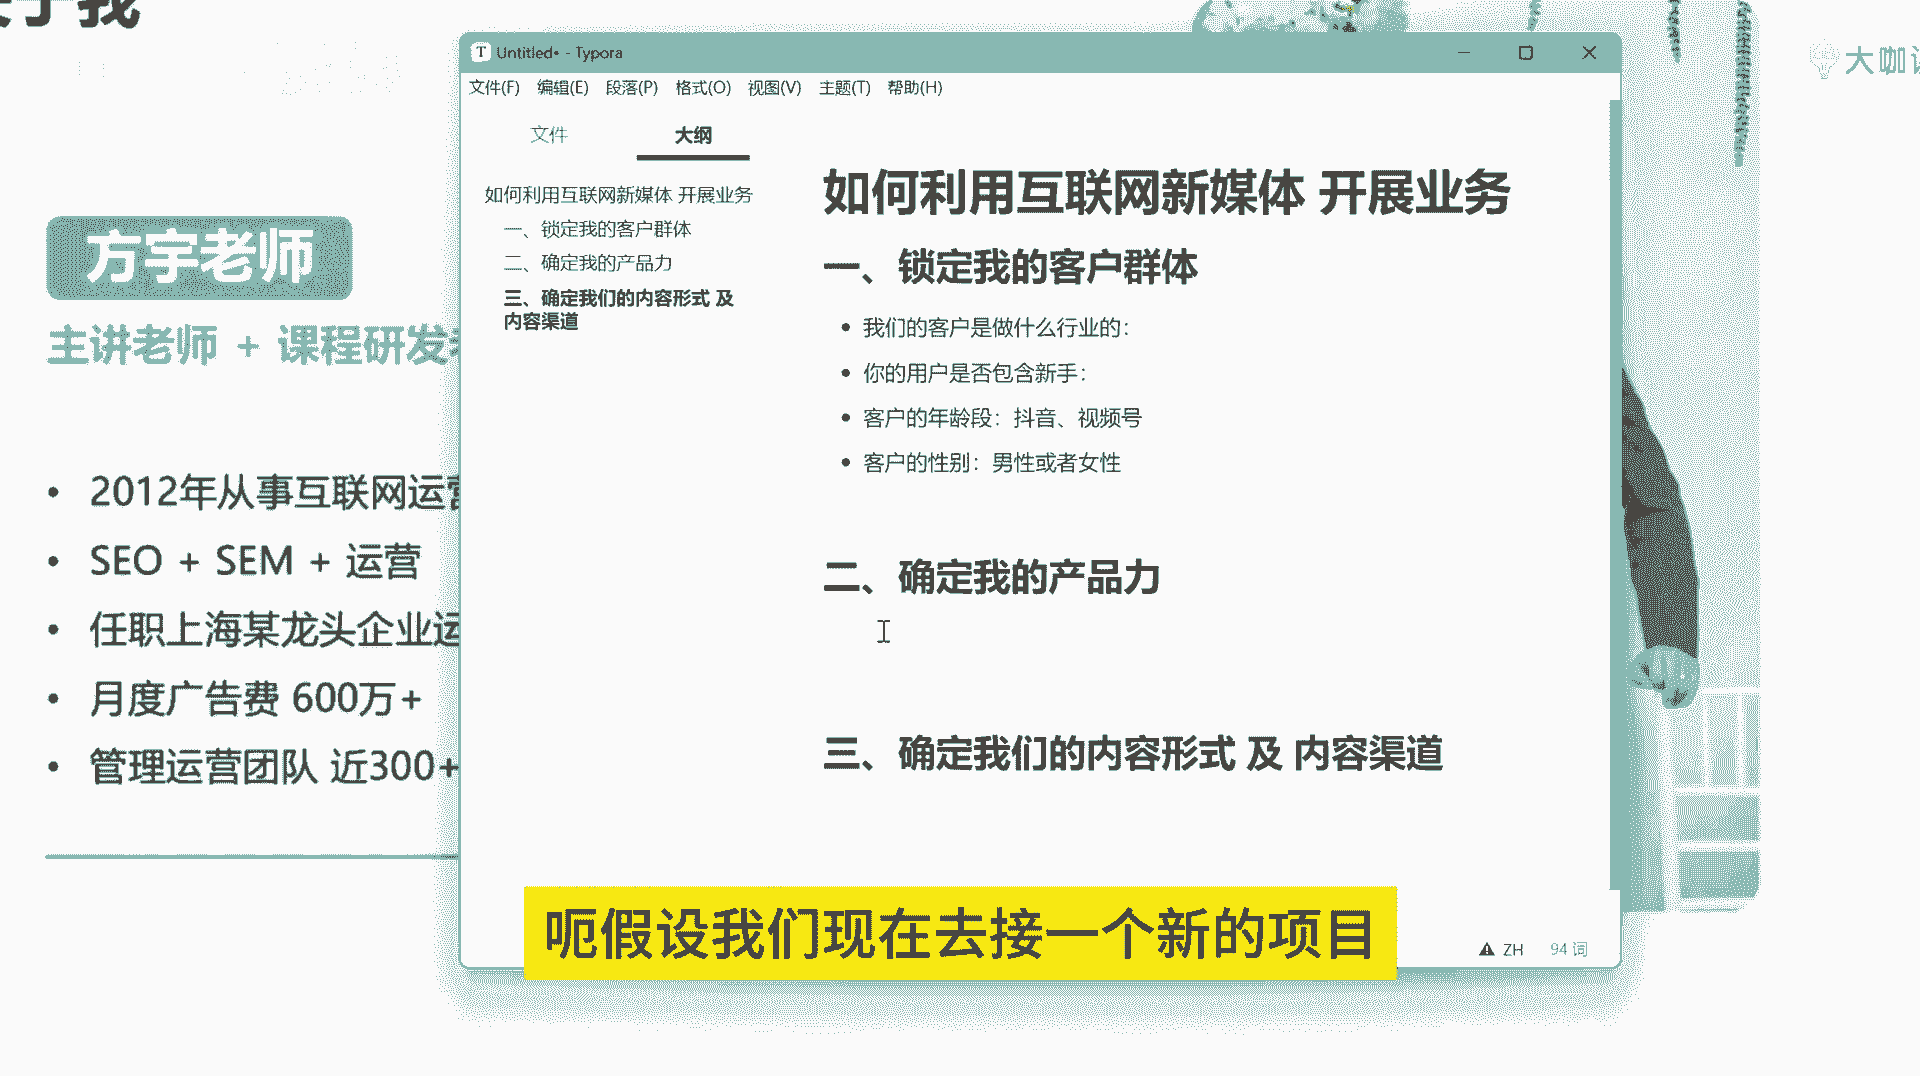 Untitled• - Typora
文件(F) 编辑(E) 段落(P) 格式(O) 视图(V) 主题(T) 帮助(H)
文件 大纲
如何利用互联网新媒体 开展业务
一、锁定我的客户群体
二、确定我的产品力
三、确定我们的内容形式 及
内容渠道
如何利用互联网新媒体 开展业务
一、锁定我的客户群体
• 我们的客户是做什么行业的：
• 你的用户是否包含新手：
• 客户的年龄段：抖音、视频号
• 客户的性别：男性或者女性
二、确定我的产品力
三、确定我们的内容形式 及 内容渠道
ZH 94 词
我
大咖
方宇老师
主讲老师 + 课程研发
• 2012年从事互联网运营
• SEO + SEM + 运营
• 任职上海某龙头企业运
• 月度广告费 600万+
• 管理运营团队 近300+
呃假设我们现在去接一个新的项目